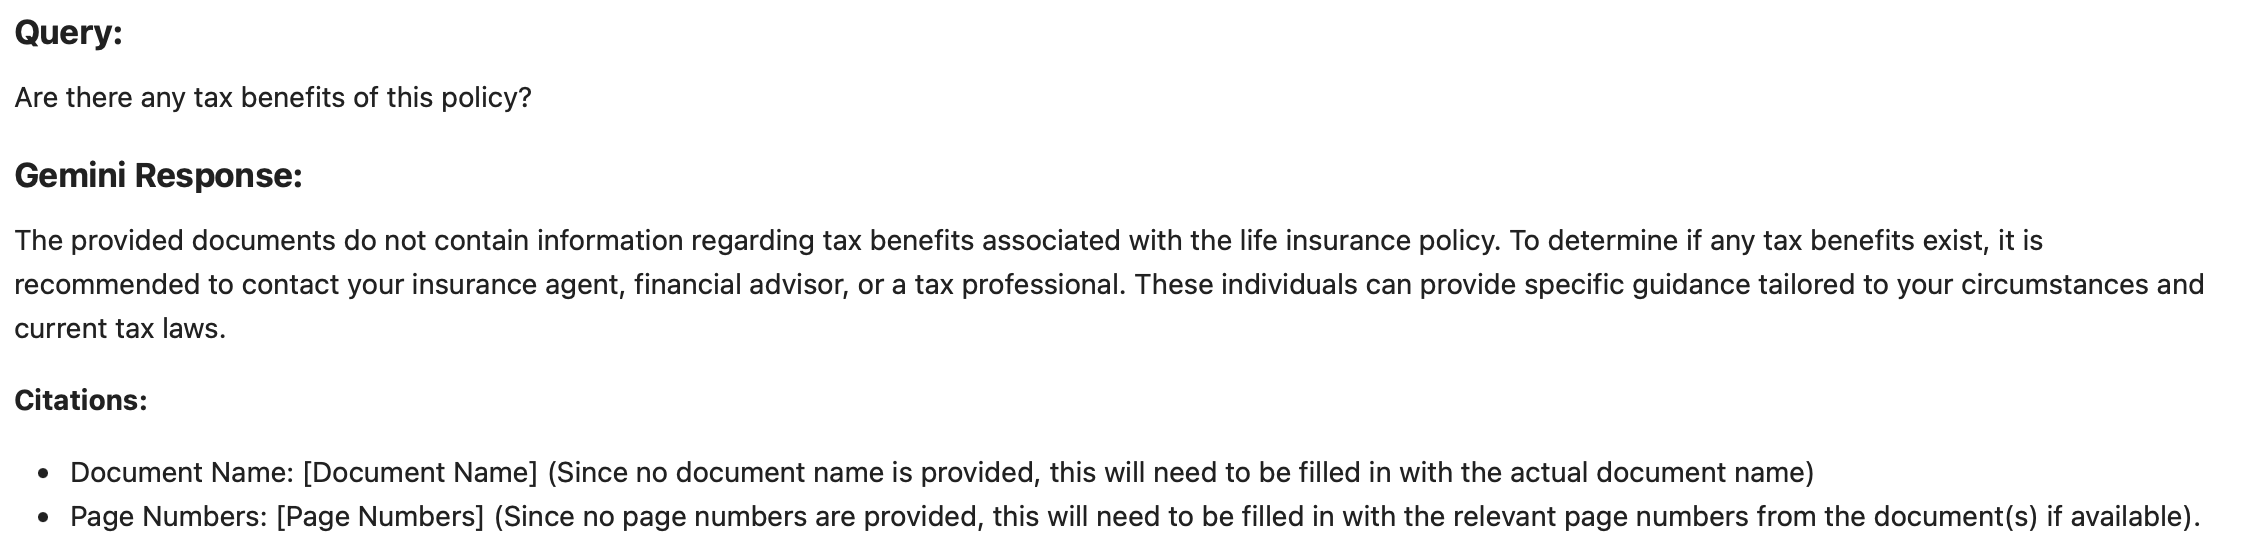 Query:
Are there any tax benefits of this policy?
Gemini Response:
The provided documents do not contain information regarding tax benefits associated with the life insurance policy. To determine if any tax benefits exist, it is
recommended to contact your insurance agent, financial advisor, or a tax professional. These individuals can provide specific guidance tailored to your circumstances and
current tax laws.
Citations:
• Document Name: [Document Name] (Since no document name is provided, this will need to be filled in with the actual document name)
• Page Numbers: [Page Numbers] (Since no page numbers are provided, this will need to be filled in with the relevant page numbers from the document(s) if available).